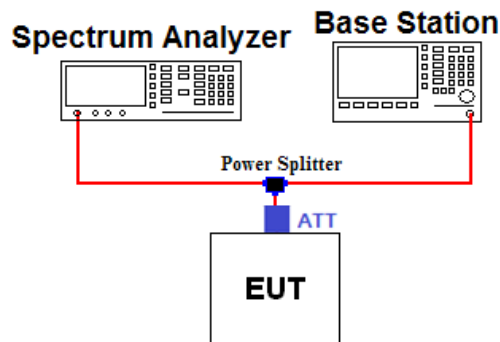 Spectrum Analyzer
Base Station
Power Splitter
ATT
EUT